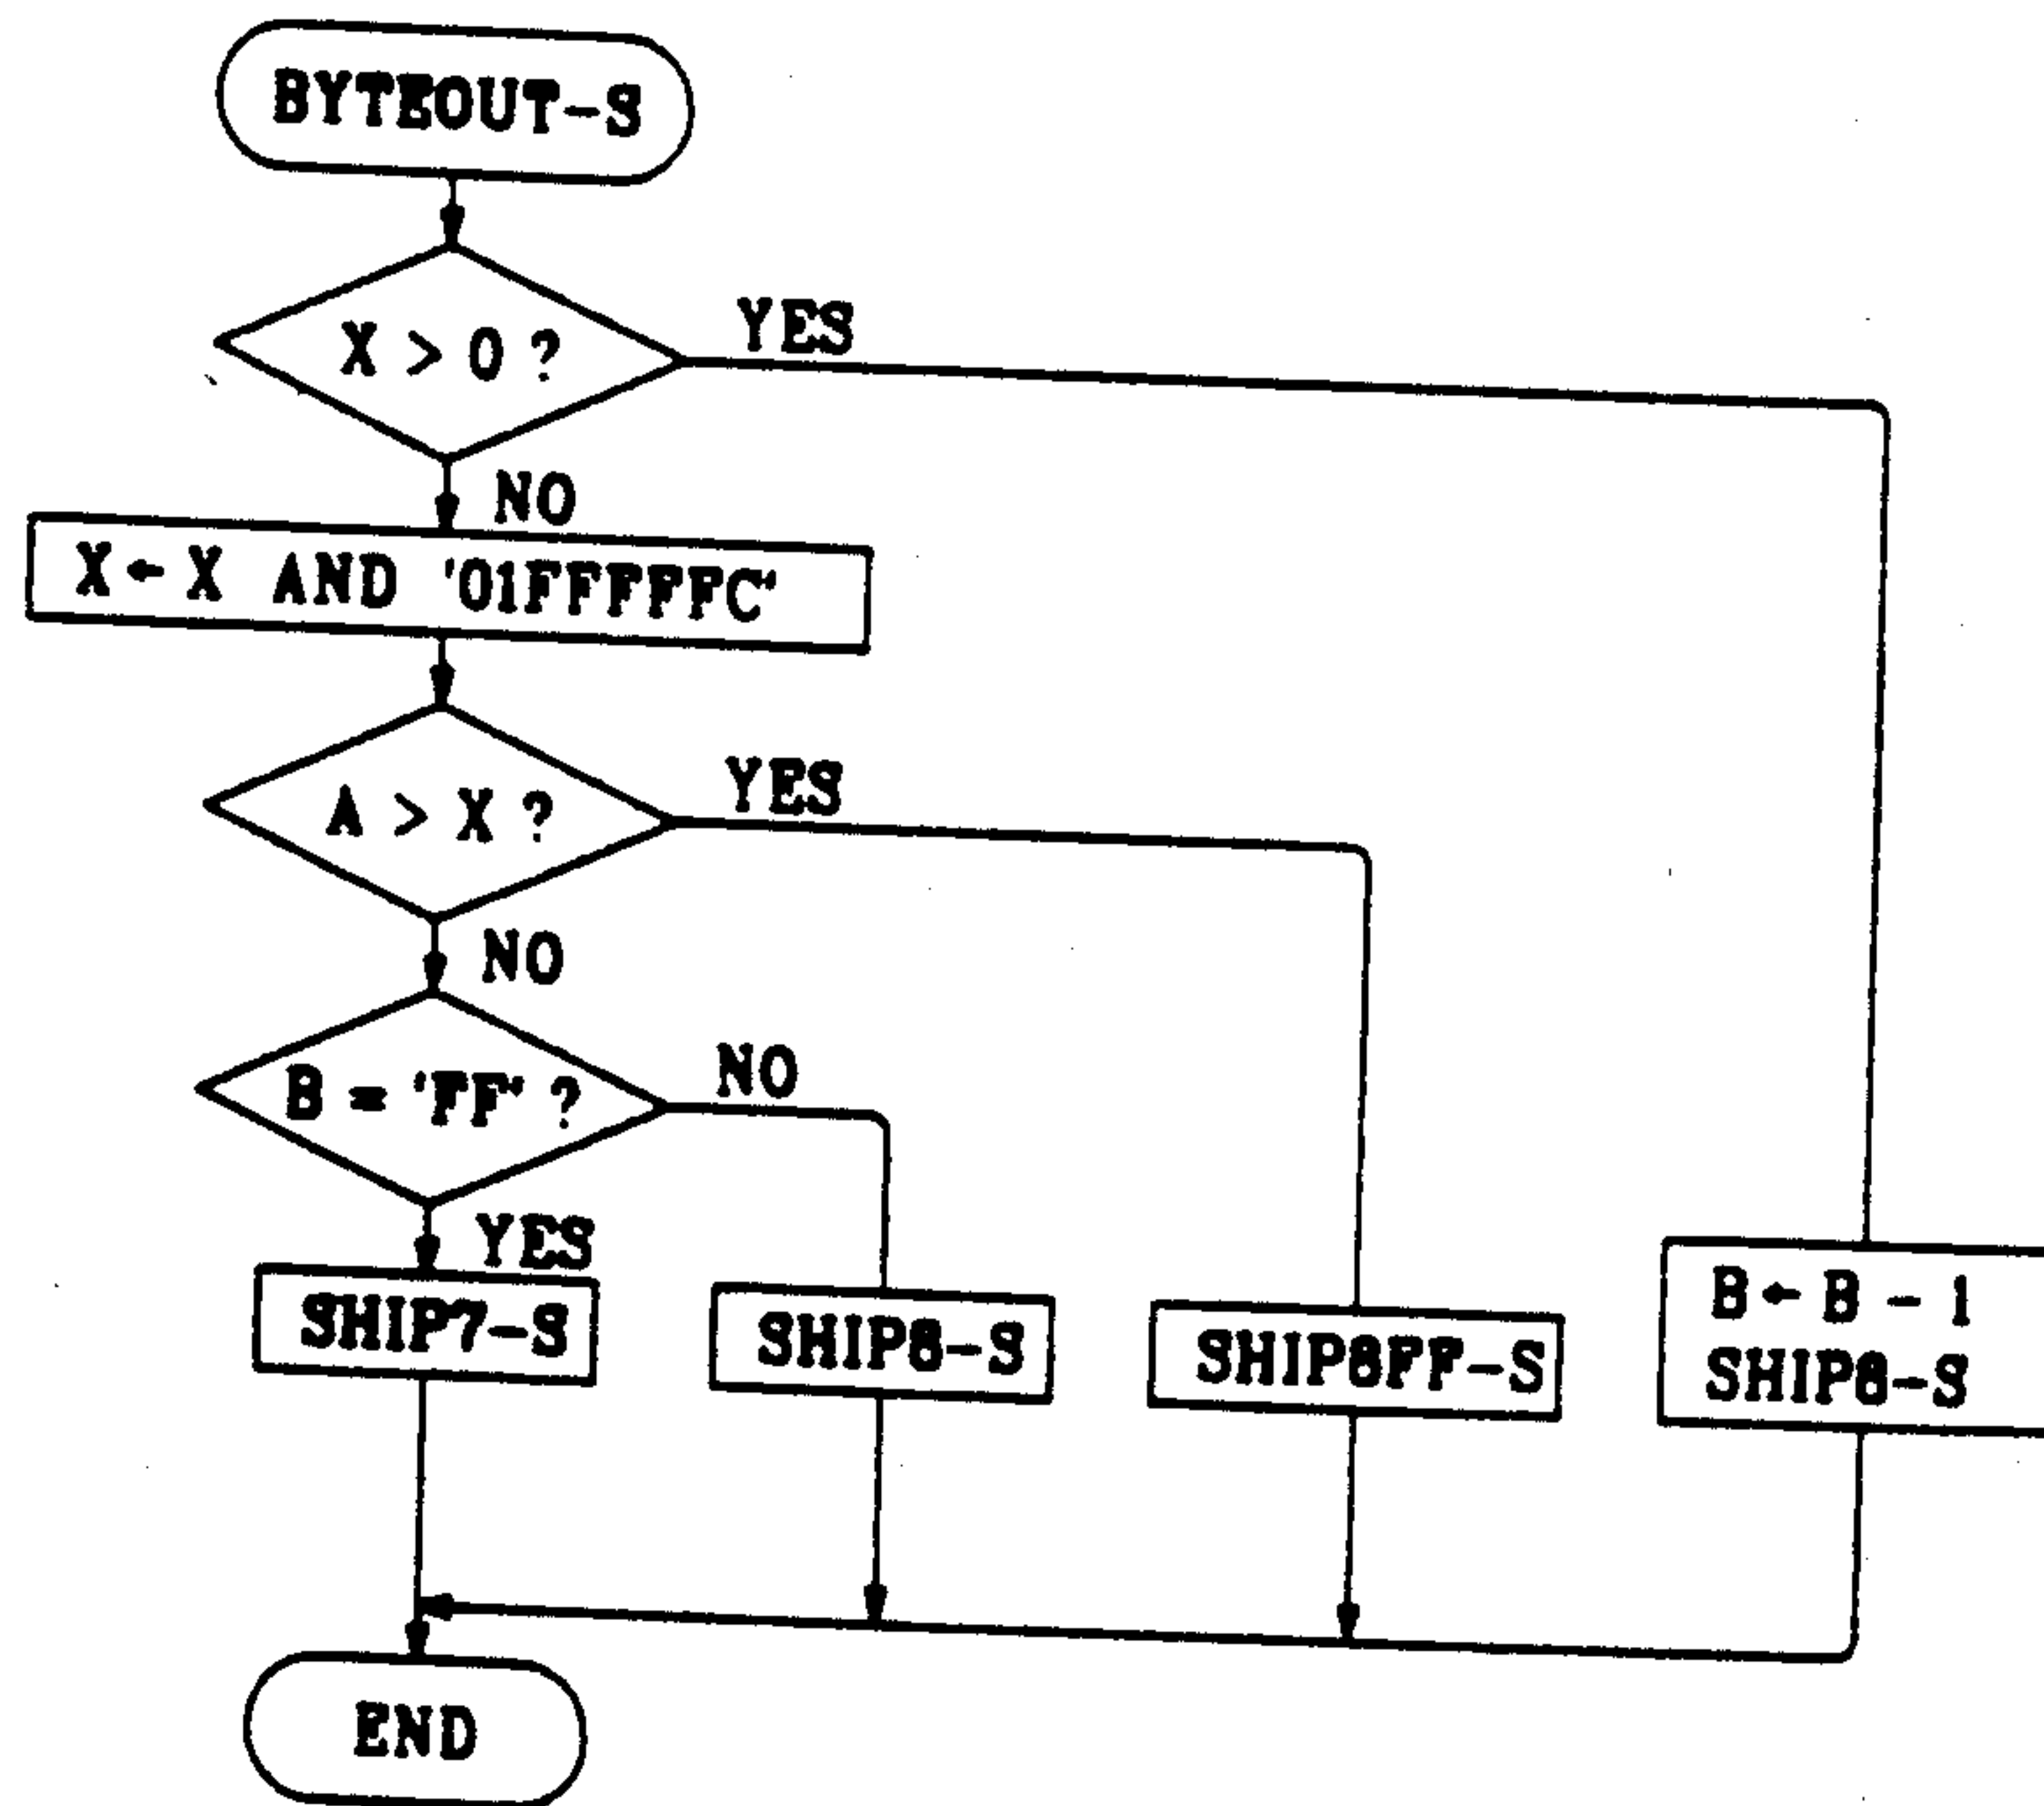 BYTEOUT-S
X > 0 ?
YES
NO
X ← X AND '01FFFFFC'
A > X ?
YES
NO
B = 'FF' ?
NO
YES
SHIP7-S
SHIP8-S
SHIP8FF-S
B ← B - 1
SHIP8-S
END